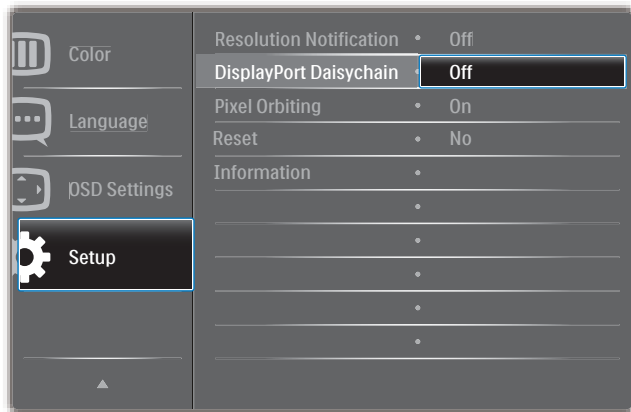 Color
Language
OSD Settings
Setup
Resolution Notification • Off
DisplayPort Daisychain • Off
Pixel Orbiting • On
Reset • No
Information •